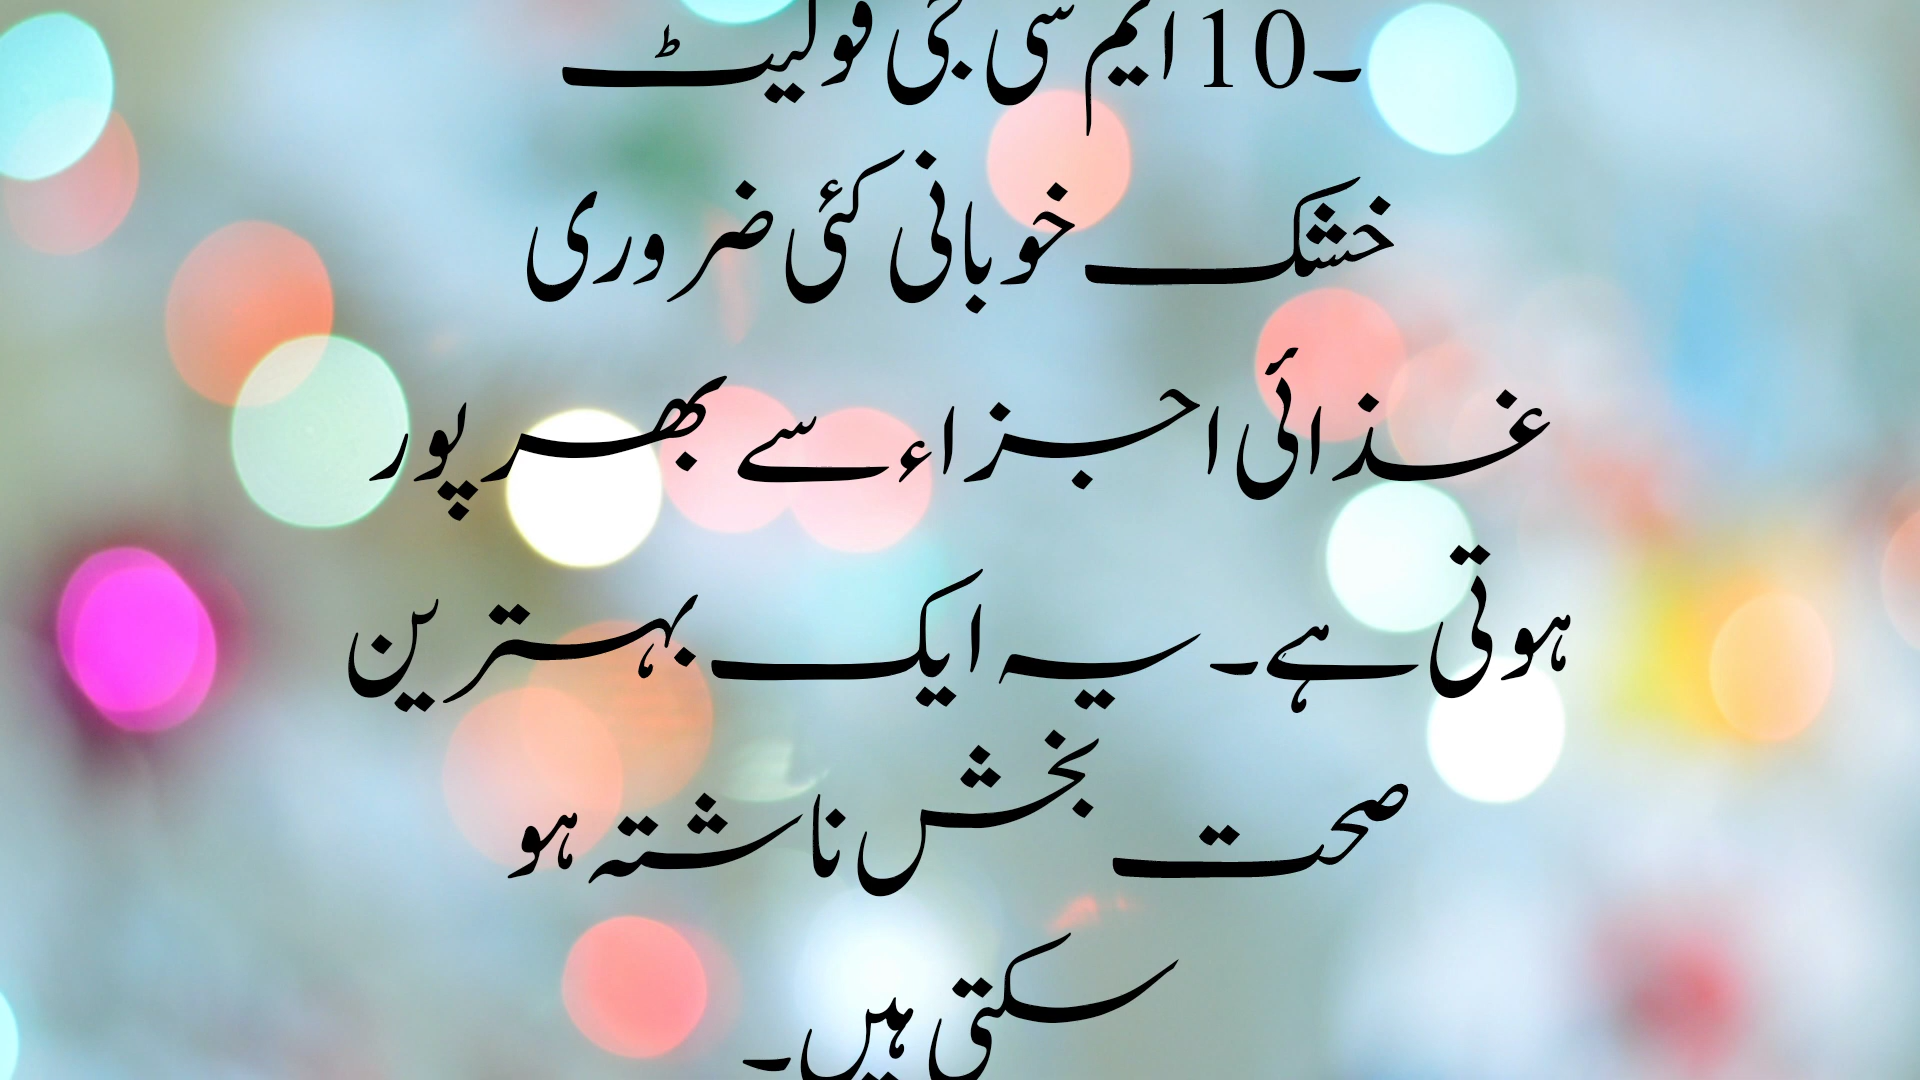 ۔10 ایم سی جی فولیٹ
خشک خوبانی کئی ضروری
غذائی اجزاء سے بھرپور
ہوتی ہے۔ یہ ایک بہترین
صحت بخش ناشتہ ہو
سکتی ہیں۔